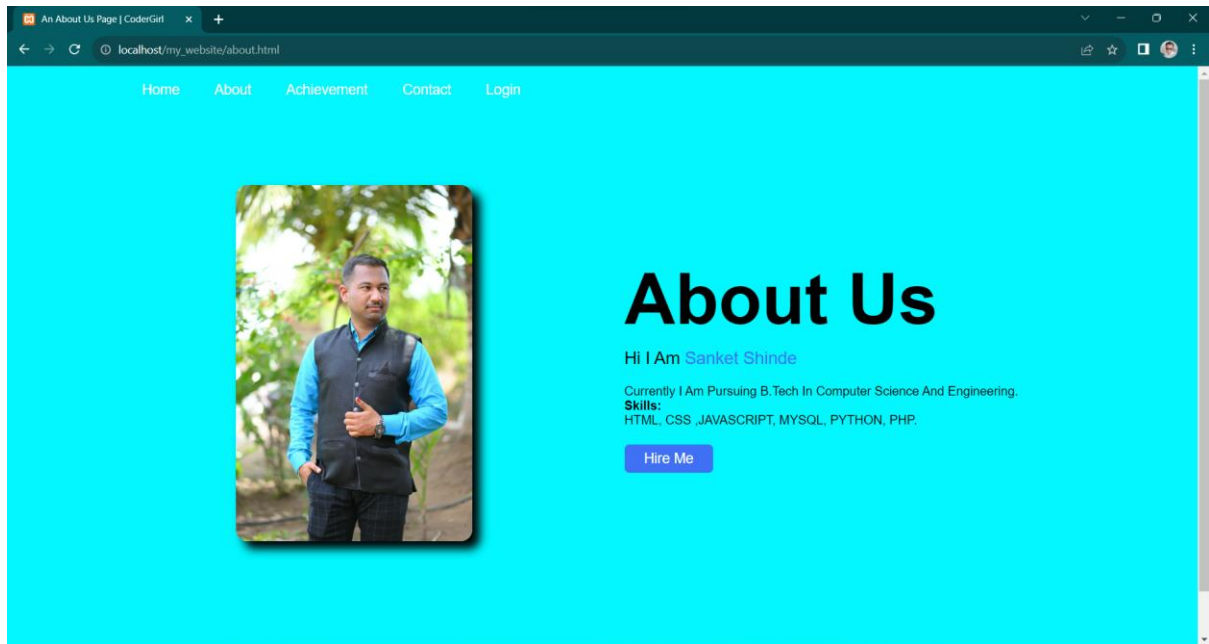 An About Us Page | CoderGirl
localhost/my_website/about.html
Home About Achievement Contact Login
About Us
Hi I Am Sanket Shinde
Currently I Am Pursuing B.Tech In Computer Science And Engineering.
Skills:
HTML, CSS ,JAVASCRIPT, MYSQL, PYTHON, PHP.
Hire Me